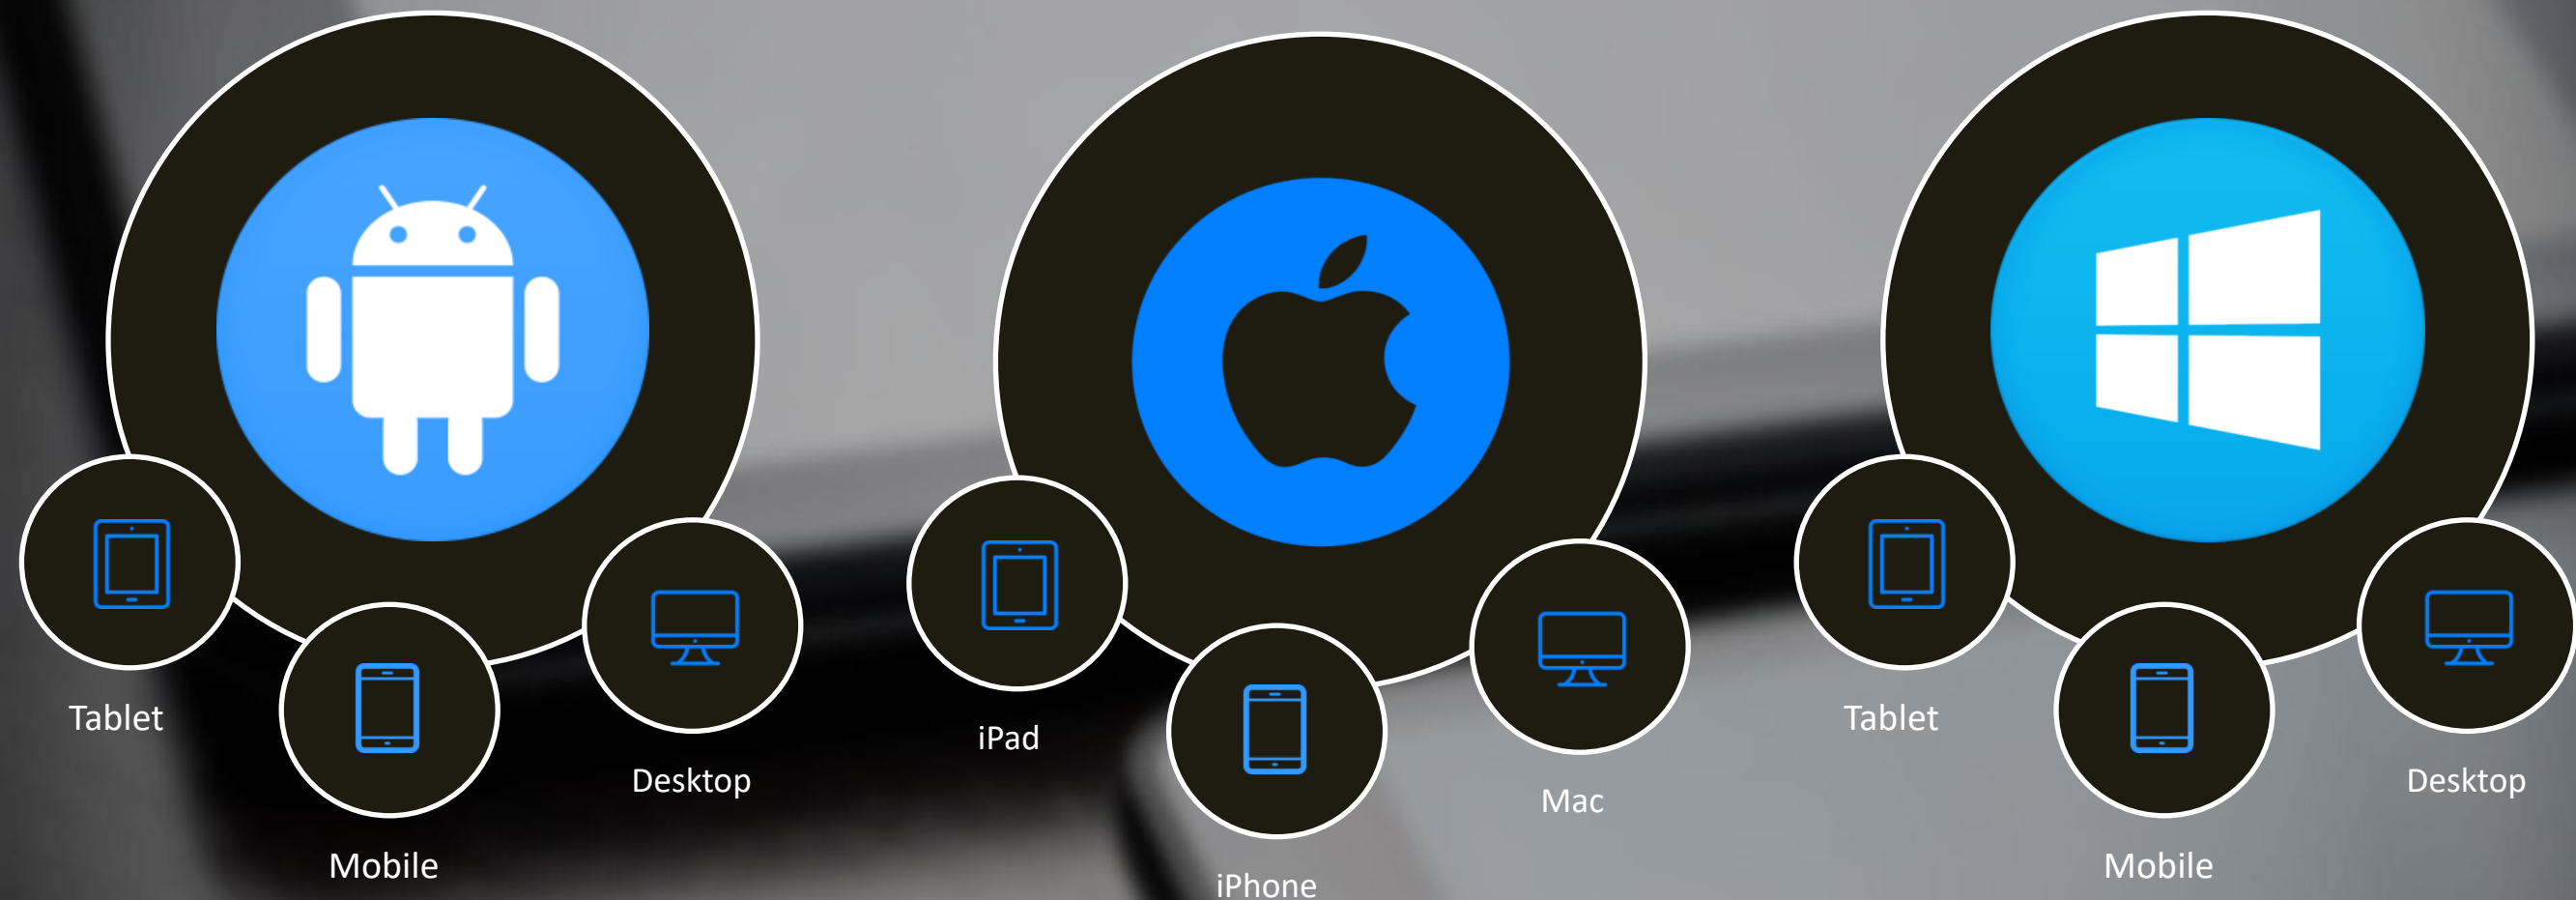 Tablet
Mobile
Desktop
iPad
iPhone
Mac
Tablet
Mobile
Desktop